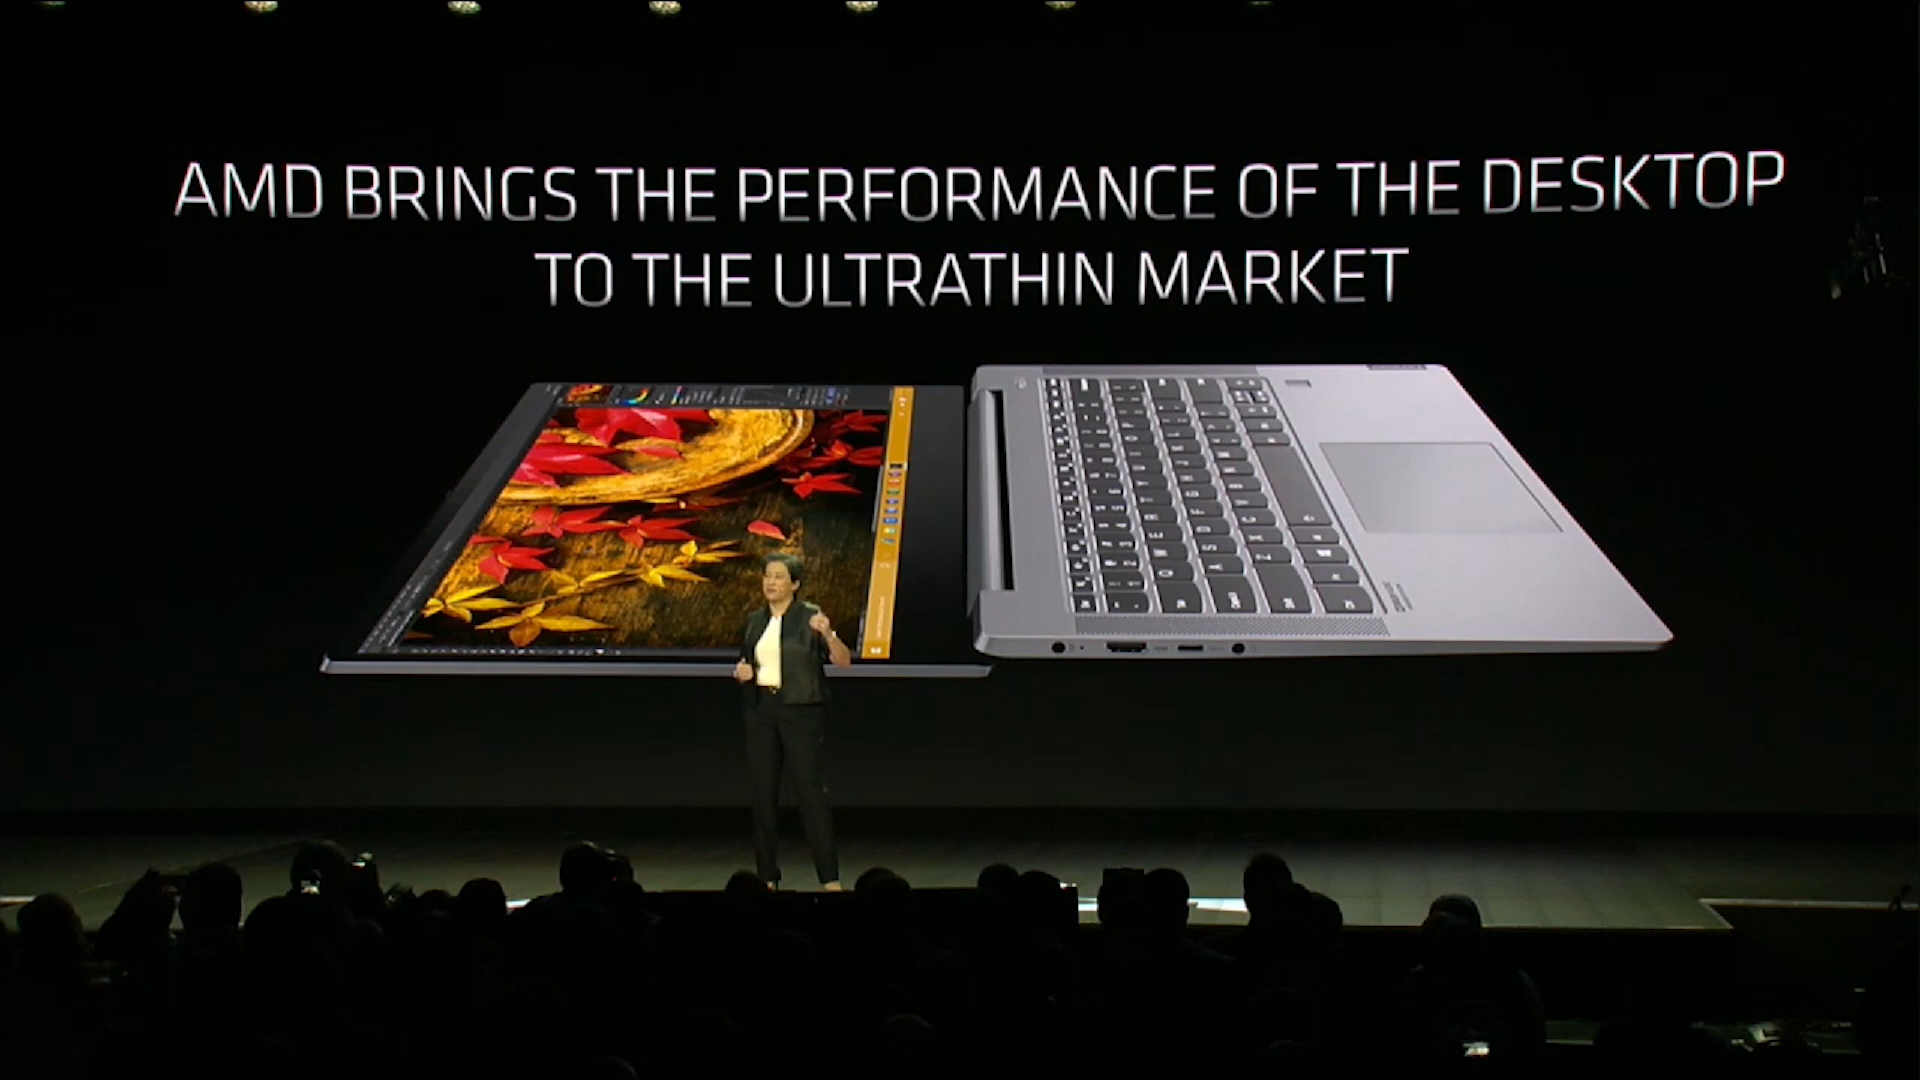 AMD BRINGS THE PERFORMANCE OF THE DESKTOP
TO THE ULTRATHIN MARKET